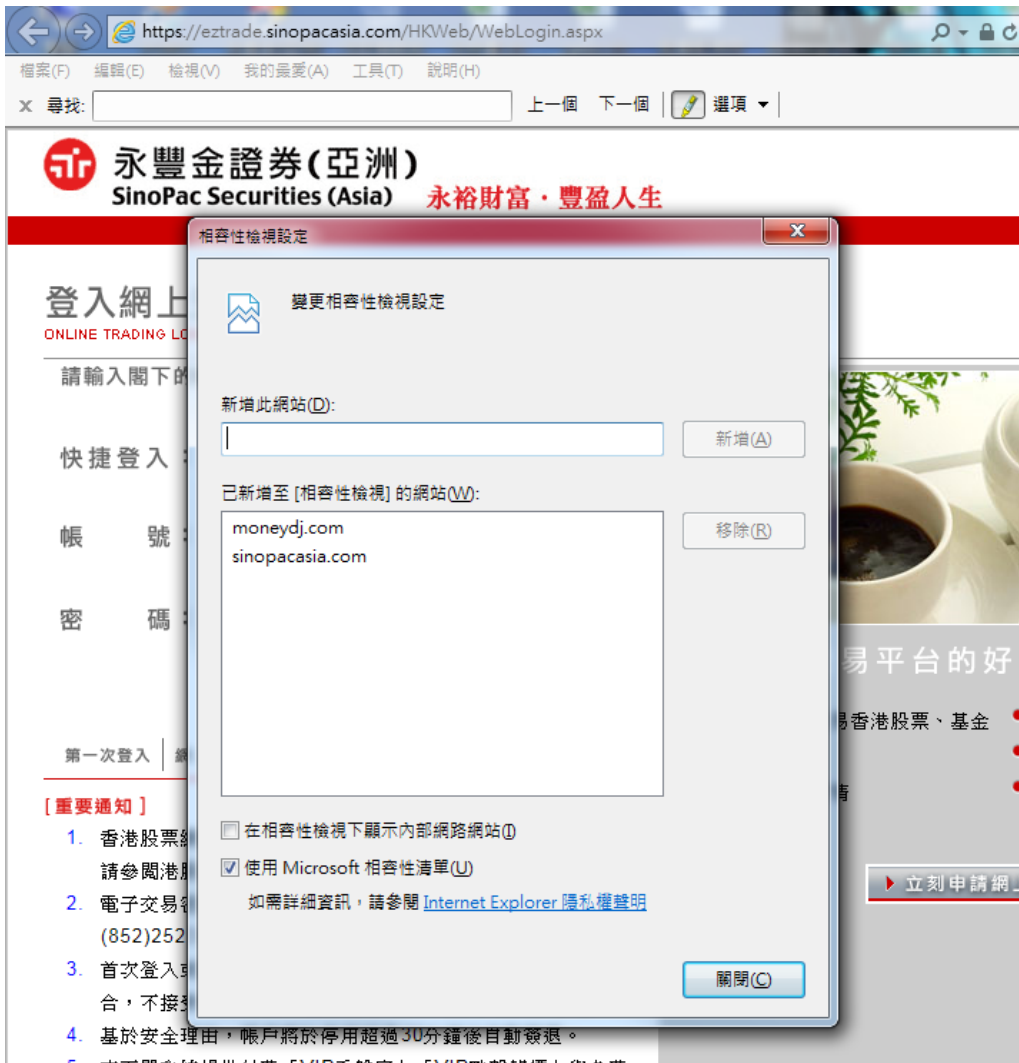 https://eztrade.sinopacasia.com/HKWeb/WebLogin.aspx
檔案(F) 編輯(E) 檢視(V) 我的最愛(A) 工具(T) 說明(H)
x 尋找: 上一個 下一個 選項
永豐金證券(亞洲)
SinoPac Securities (Asia) 永裕財富・豐盈人生
相容性檢視設定
變更相容性檢視設定
登入網上
ONLINE TRADING LO
請輸入閣下的
新增此網站(D):
新增(A)
快捷登入：
已新增至 [相容性檢視] 的網站(W):
moneydj.com
移除(R)
sinopacasia.com
帳 號：
密 碼：
易平台的好
易香港股票、基金
第一次登入
[重要通知]
在相容性檢視下顯示內部網路網站(I)
1. 香港股票
使用 Microsoft 相容性清單(U)
請參閱港
立刻申請網
2. 電子交易
如需詳細資訊，請參閱 Internet Explorer 隱私權聲明
(852)252
3. 首次登入
關閉(C)
合，不接
4. 基於安全理由，帳戶將於停用超過30分鐘後自動簽退。